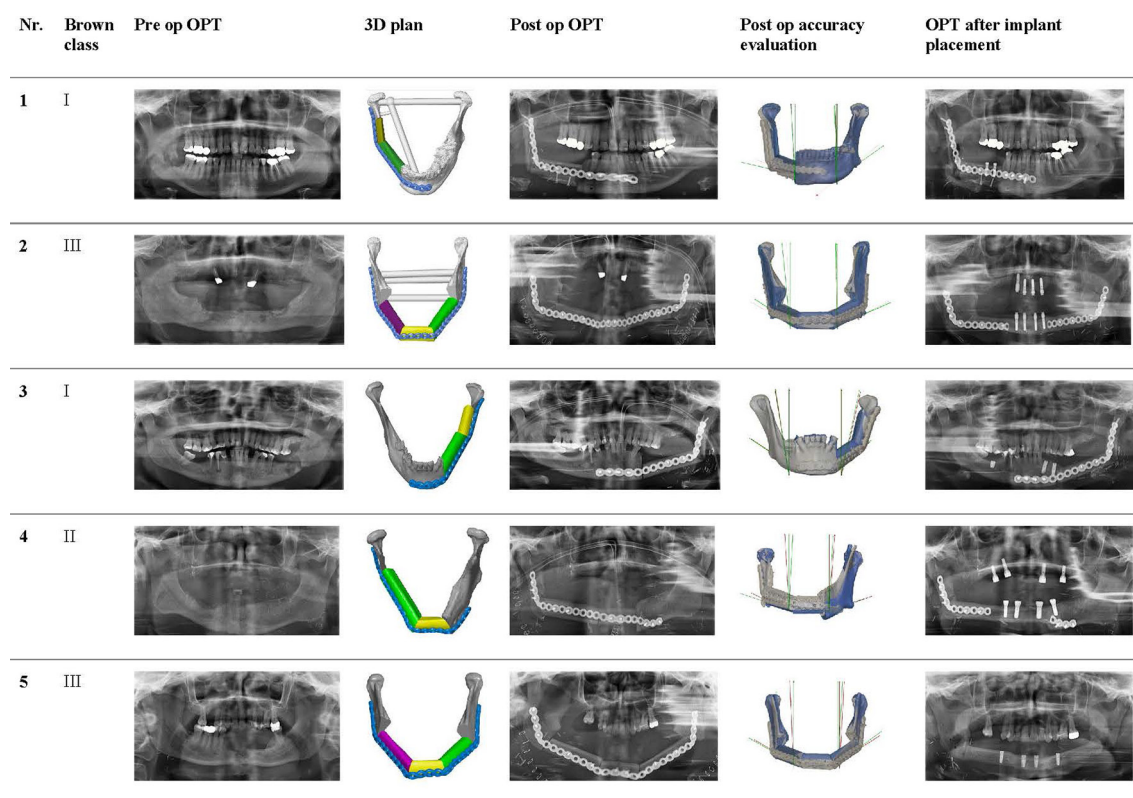 Nr. Brown class Pre op OPT 3D plan Post op OPT Post op accuracy evaluation OPT after implant placement
1 I
2 III
3 I
4 II
5 III